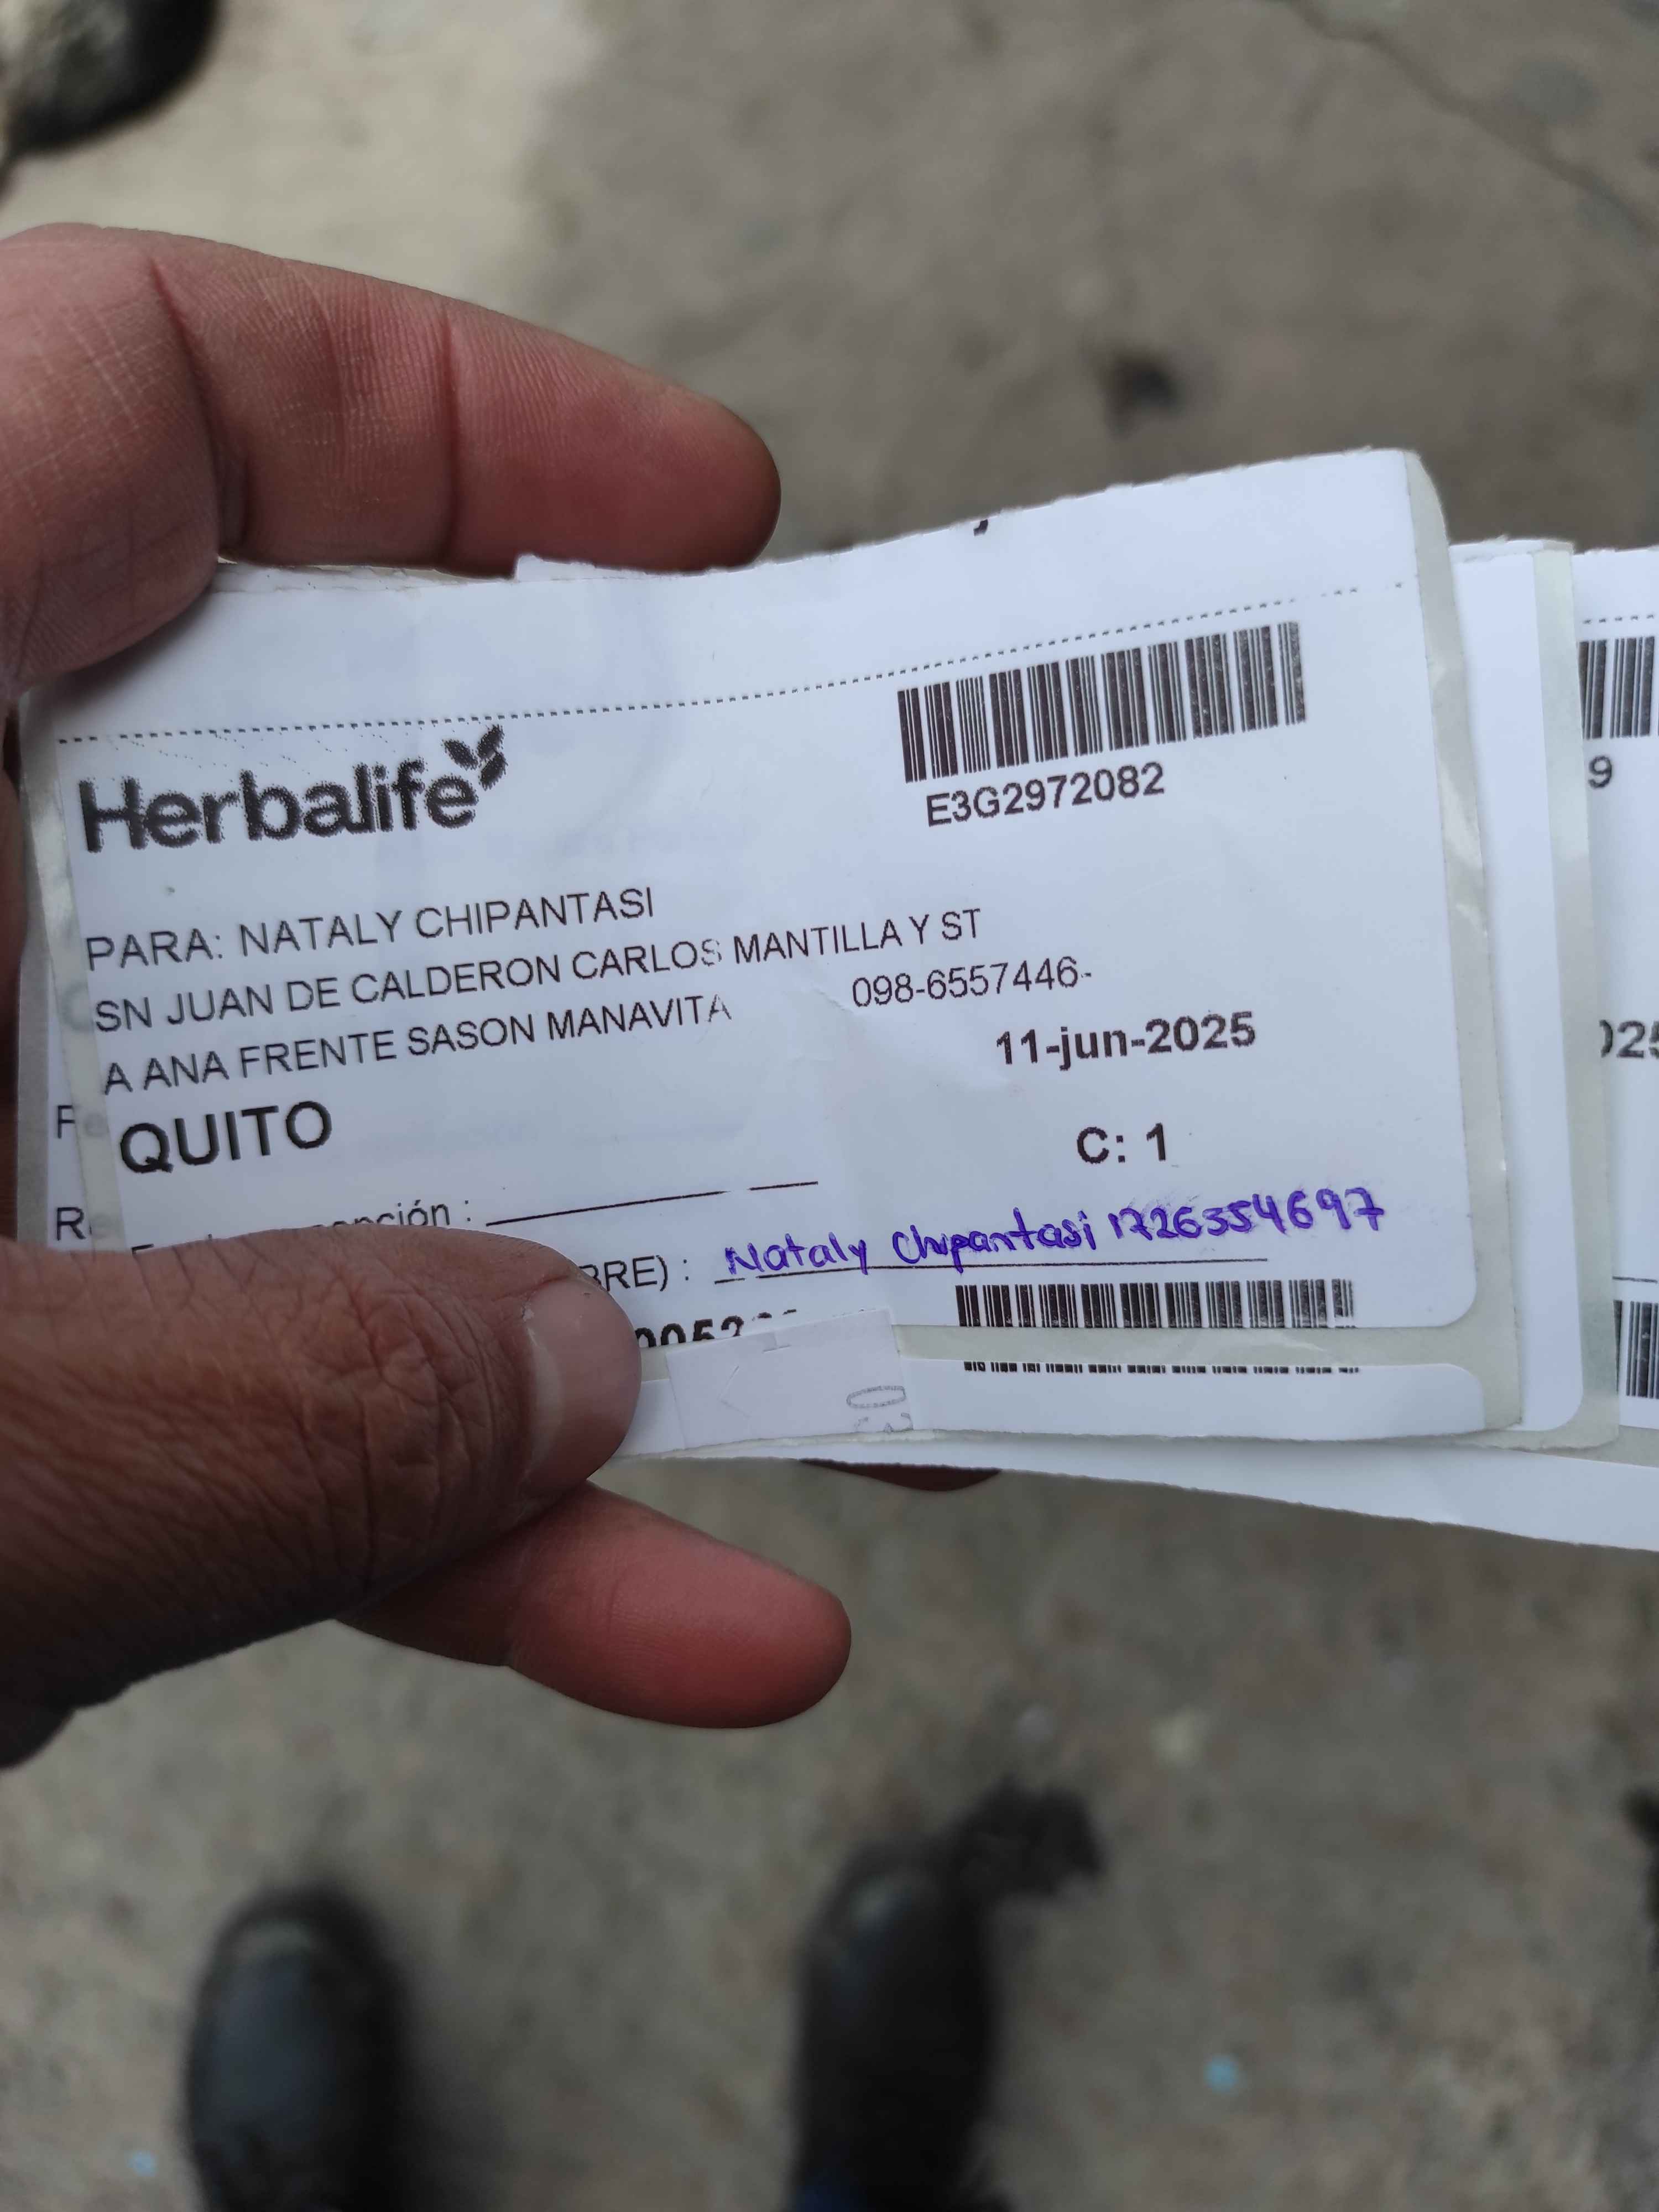 Herbalife
E3G2972082
PARA: NATALY CHIPANTASI
SN JUAN DE CALDERON CARLOS MANTILLA Y ST
A ANA FRENTE SASON MANAVITA 098-6557446-
11-jun-2025
QUITO
C: 1
Nataly Chipantasi 1726354697
9